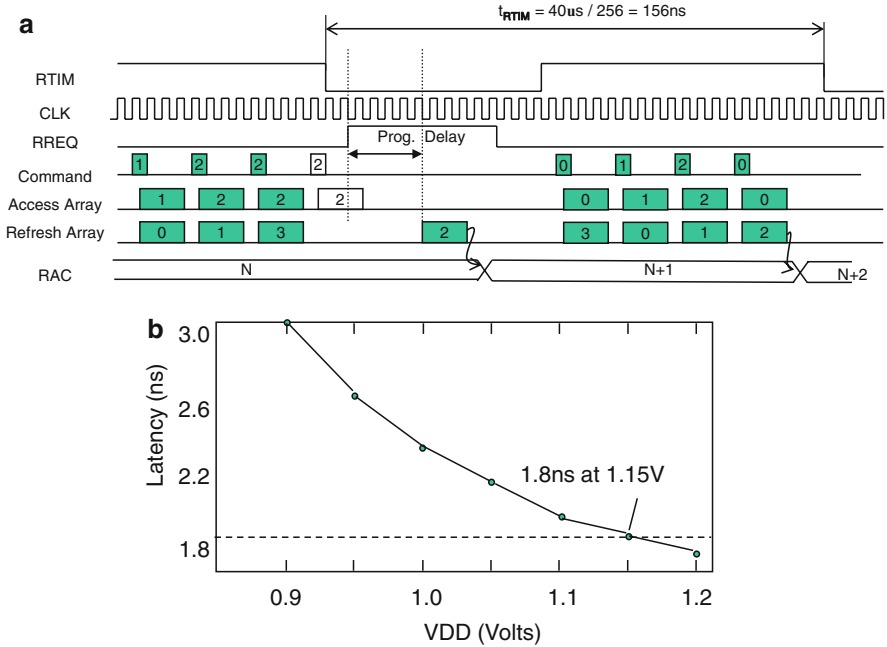 a
t RTIM = 40us / 256 = 156ns
RTIM
CLK
RREQ
Prog. Delay
Command
1 2 2 2 0 1 2 0
Access Array
1 2 2 2 0 1 2 0
Refresh Array
0 1 3 2 3 0 1 2
RAC
N N+1 N+2
b
Latency (ns)
3.0
2.6
2.2
1.8
1.8ns at 1.15V
0.9 1.0 1.1 1.2
VDD (Volts)